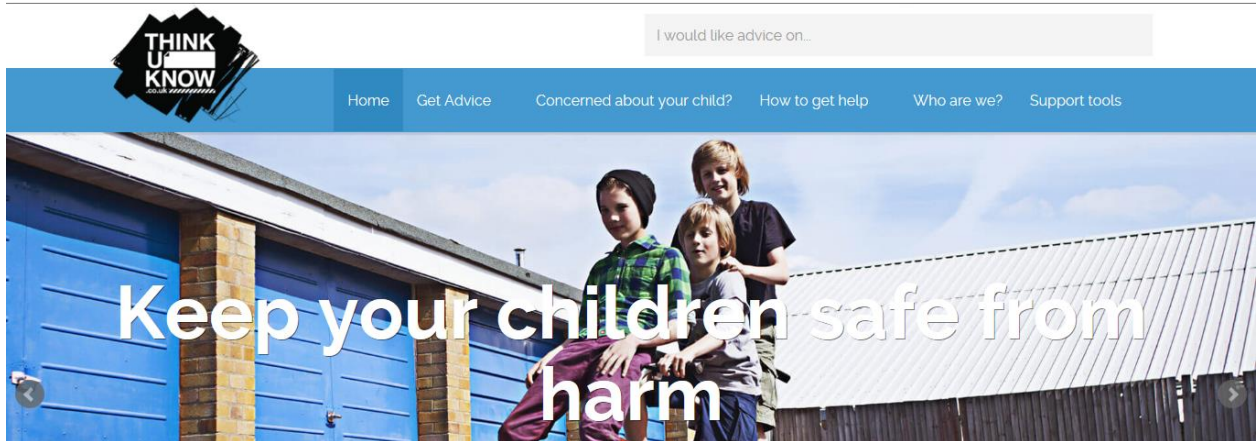 THINK
U
KNOW
.co.uk
I would like advice on...
Home Get Advice Concerned about your child? How to get help Who are we? Support tools
Keep your children safe from
harm